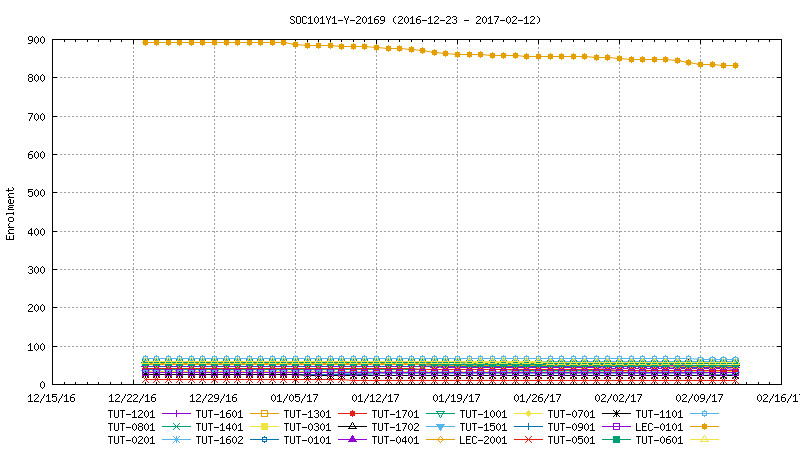 SOC101Y1-Y-20169 (2016-12-23 - 2017-02-12)
900
800
700
600
500
400
300
200
100
0
Enrolment
12/15/16 12/22/16 12/29/16 01/05/17 01/12/17 01/19/17 01/26/17 02/02/17 02/09/17 02/16/17
TUT-1201 TUT-1601 TUT-1301 TUT-1701 TUT-1001 TUT-0701 TUT-1101
TUT-0801 TUT-1401 TUT-0301 TUT-1702 TUT-1501 TUT-0901 LEC-0101
TUT-0201 TUT-1602 TUT-0101 TUT-0401 LEC-2001 TUT-0501 TUT-0601